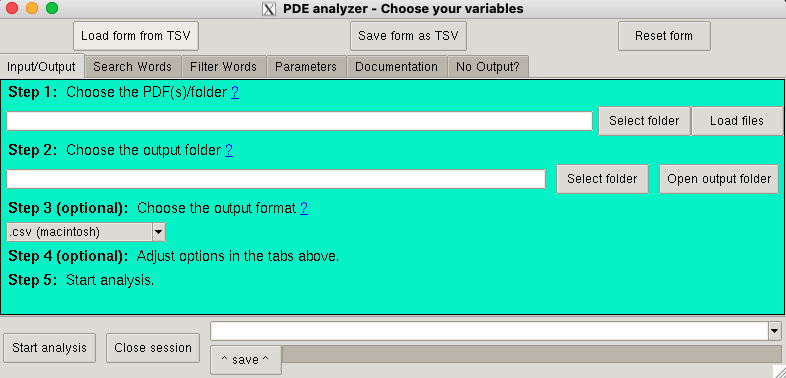 PDE analyzer - Choose your variables
Load form from TSV Save form as TSV Reset form
Input/Output Search Words Filter Words Parameters Documentation No Output?
Step 1: Choose the PDF(s)/folder ?
Select folder Load files
Step 2: Choose the output folder ?
Select folder Open output folder
Step 3 (optional): Choose the output format ?
.csv (macintosh)
Step 4 (optional): Adjust options in the tabs above.
Step 5: Start analysis.
Start analysis Close session
^ save ^